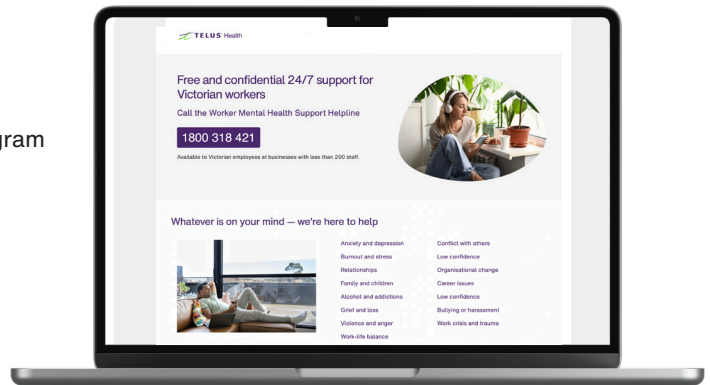 TELUS Health
Free and confidential 24/7 support for
Victorian workers
Call the Worker Mental Health Support Helpline
1800 318 421
Available to Victorian employees at businesses with less than 200 staff.
gram
Whatever is on your mind — we're here to help
Anxiety and depression
Burnout and stress
Relationships
Family and children
Alcohol and addictions
Grief and loss
Violence and anger
Work-life balance
Conflict with others
Low confidence
Organisational change
Career issues
Low confidence
Bullying or harassment
Work crisis and trauma